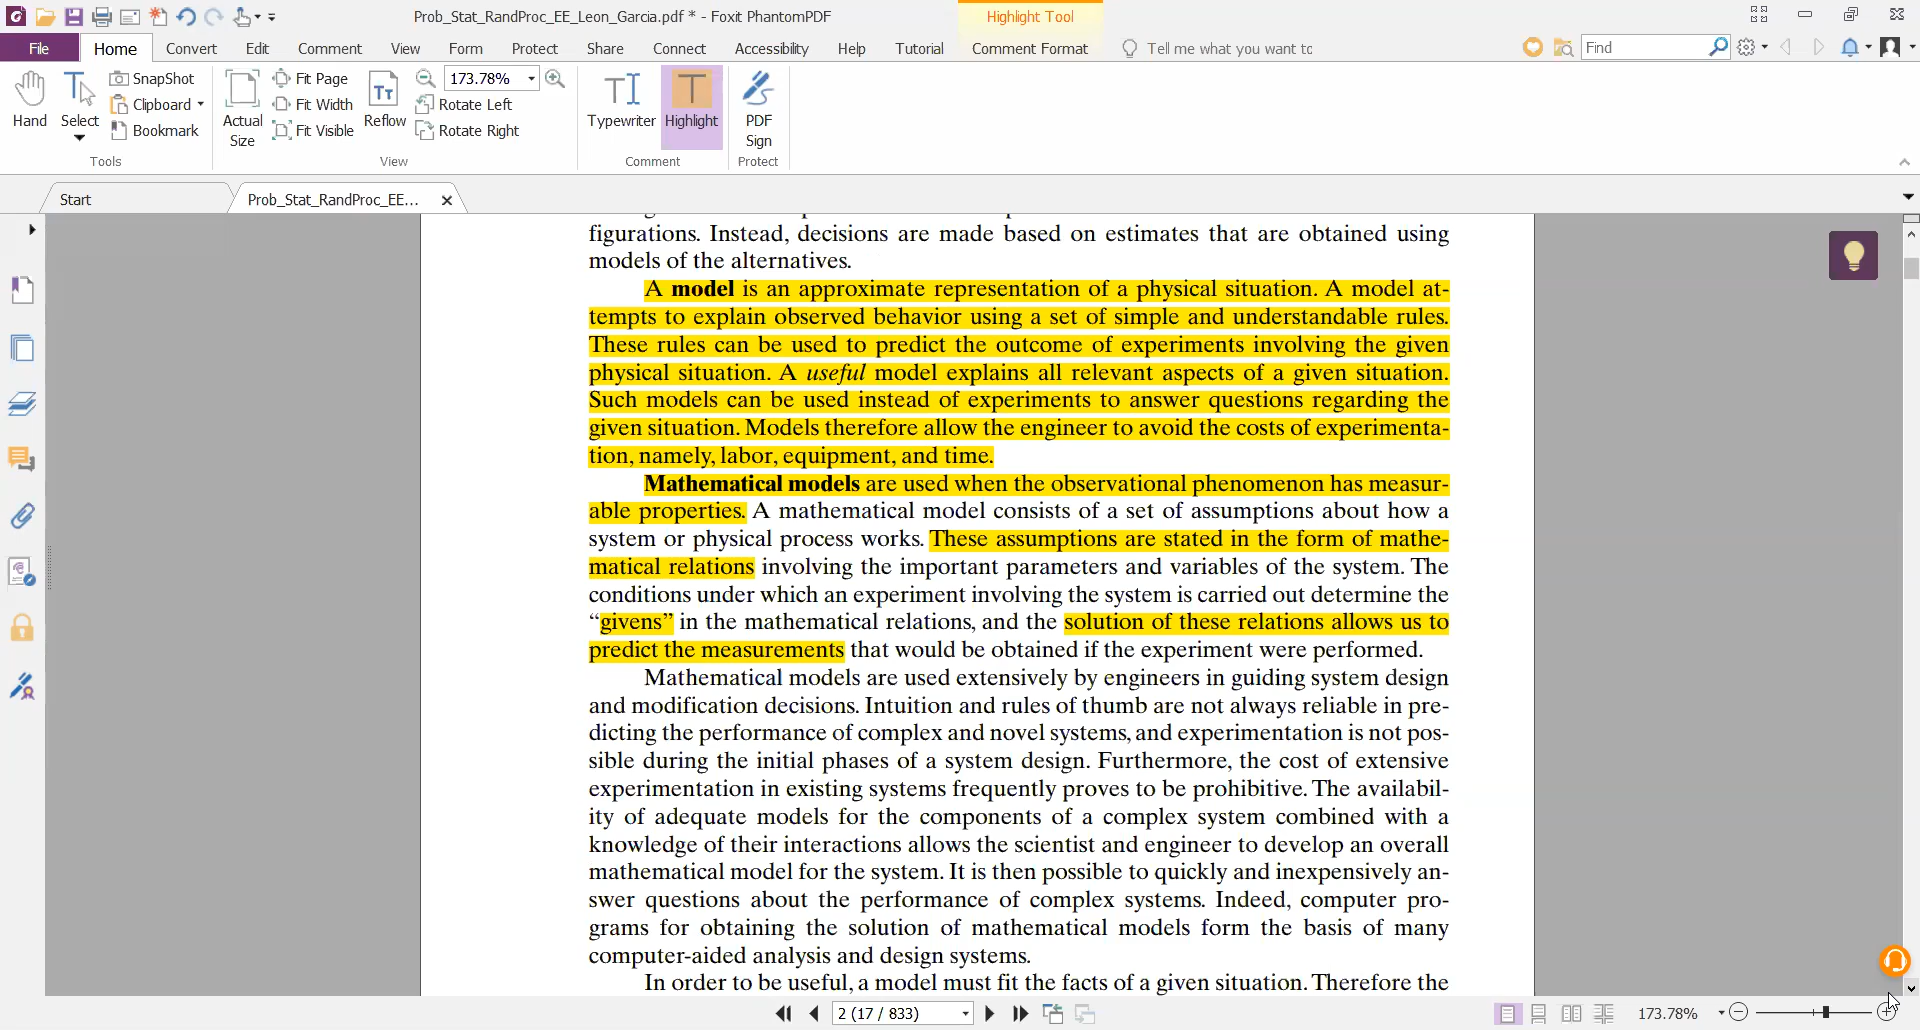 Prob_Stat_RandProc_EE_Leon_Garcia.pdf * - Foxit PhantomPDF
Highlight Tool
File Home Convert Edit Comment View Form Protect Share Connect Accessibility Help Tutorial Comment Format Tell me what you want to Find
Hand
Select
SnapShot
Clipboard
Bookmark
Tools
Actual Size
Fit Page
Fit Width
Fit Visible
Reflow
173.78%
Rotate Left
Rotate Right
View
Typewriter
Highlight
Comment
PDF Sign
Protect
Start
Prob_Stat_RandProc_EE...
figurations. Instead, decisions are made based on estimates that are obtained using
models of the alternatives.
A model is an approximate representation of a physical situation. A model at-
tempts to explain observed behavior using a set of simple and understandable rules.
These rules can be used to predict the outcome of experiments involving the given
physical situation. A useful model explains all relevant aspects of a given situation.
Such models can be used instead of experiments to answer questions regarding the
given situation. Models therefore allow the engineer to avoid the costs of experimenta-
tion, namely, labor, equipment, and time.
Mathematical models are used when the observational phenomenon has measur-
able properties. A mathematical model consists of a set of assumptions about how a
system or physical process works. These assumptions are stated in the form of mathe-
matical relations involving the important parameters and variables of the system. The
conditions under which an experiment involving the system is carried out determine the
“givens” in the mathematical relations, and the solution of these relations allows us to
predict the measurements that would be obtained if the experiment were performed.
Mathematical models are used extensively by engineers in guiding system design
and modification decisions. Intuition and rules of thumb are not always reliable in pre-
dicting the performance of complex and novel systems, and experimentation is not pos-
sible during the initial phases of a system design. Furthermore, the cost of extensive
experimentation in existing systems frequently proves to be prohibitive. The availabil-
ity of adequate models for the components of a complex system combined with a
knowledge of their interactions allows the scientist and engineer to develop an overall
mathematical model for the system. It is then possible to quickly and inexpensively an-
swer questions about the performance of complex systems. Indeed, computer pro-
grams for obtaining the solution of mathematical models form the basis of many
computer-aided analysis and design systems.
In order to be useful, a model must fit the facts of a given situation. Therefore the
2 (17 / 833)
173.78%